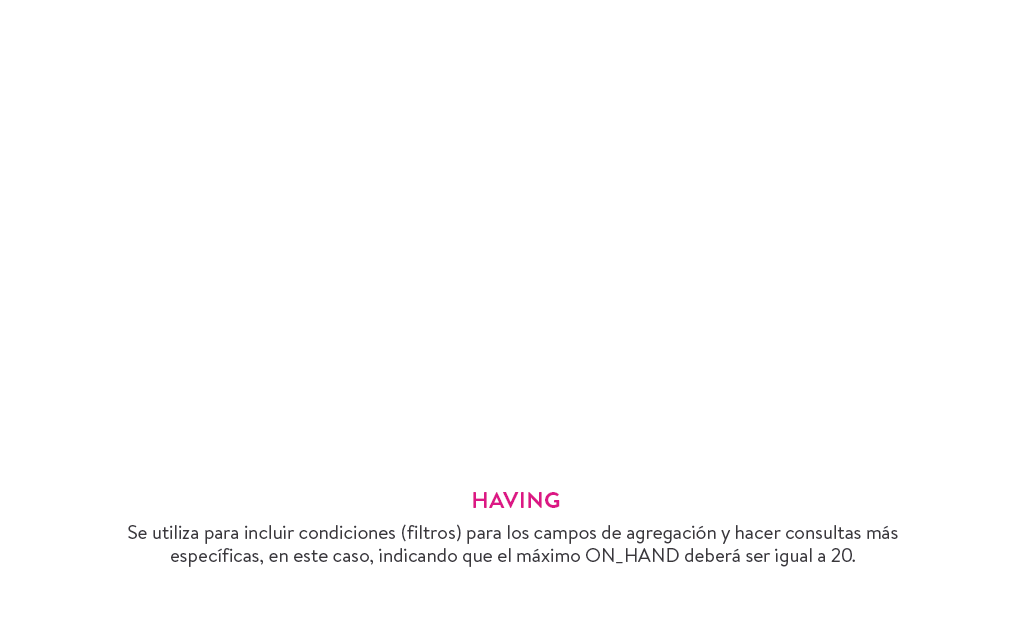 HAVING
Se utiliza para incluir condiciones (filtros) para los campos de agregación y hacer consultas más
específicas, en este caso, indicando que el máximo ON_HAND deberá ser igual a 20.